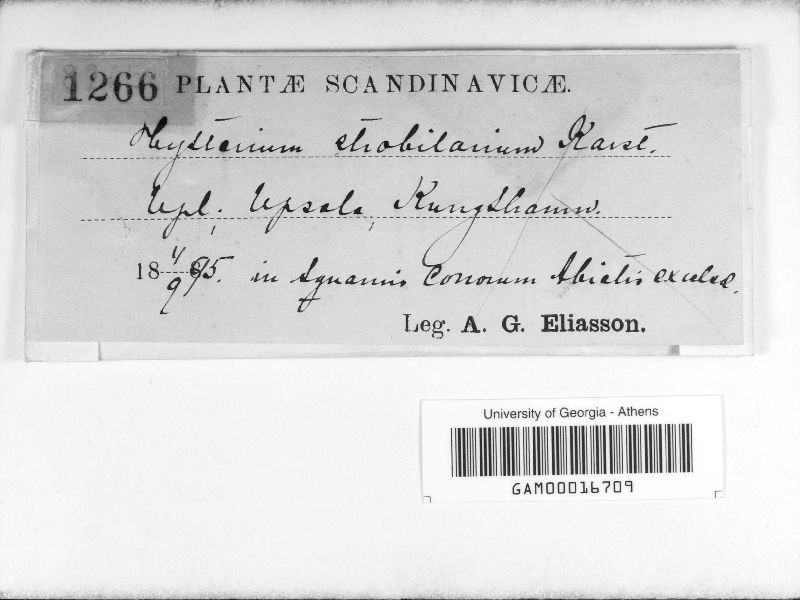 1266 PLANTÆ SCANDINAVICÆ.
Hysterium strobilarium Karst.
Upl. Upsala, Kungshamn.
18 4/9 95. in squamis conorum Abietis excelsæ.
Leg. A. G. Eliasson.
University of Georgia - Athens
GAM00016709